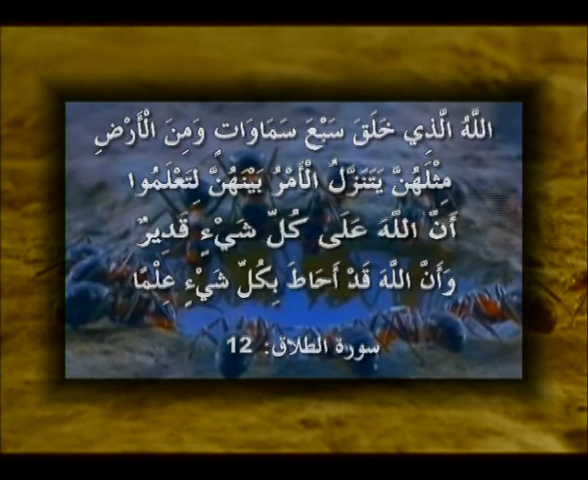 اللَّهُ الَّذِي خَلَقَ سَبْعَ سَمَاوَاتٍ وَمِنَ الْأَرْضِ
مِثْلَهُنَّ يَتَنَزَّلُ الْأَمْرُ بَيْنَهُنَّ لِتَعْلَمُوا
أَنَّ اللَّهَ عَلَى كُلِّ شَيْءٍ قَدِيرٌ
وَأَنَّ اللَّهَ قَدْ أَحَاطَ بِكُلِّ شَيْءٍ عِلْمًا
سورة الطلاق: 12